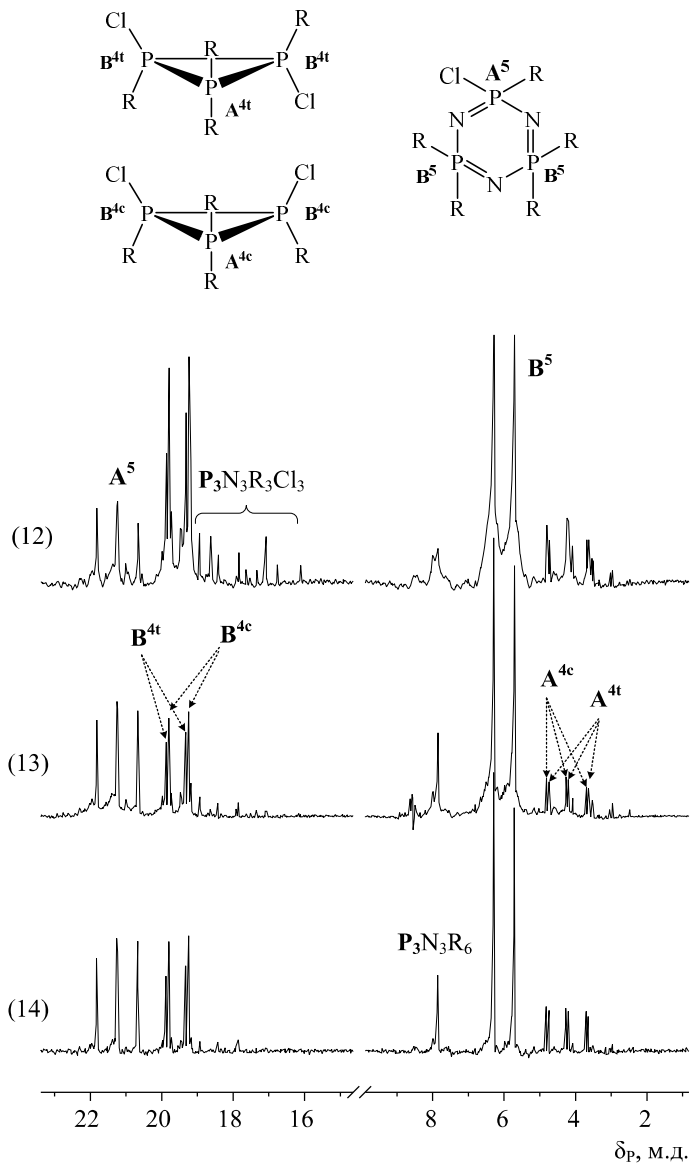 Cl R
B4t P R P B4t
R P Cl
A4t
R
Cl A5 R
P
N N
R P P R
B5 N B5
R R
Cl Cl
B4c P R P B4c
R P R
A4c
R
(12) A5 P3N3R3Cl3 B5
B4t B4c
A4c A4t
(13)
P3N3R6
(14)
22 20 18 16 8 6 4 2
δP, м.д.